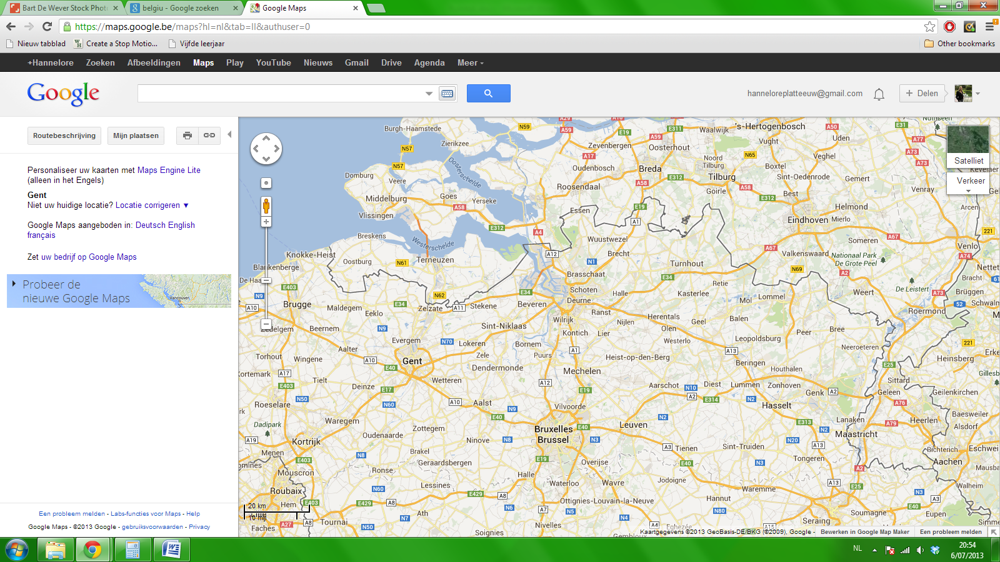 Bart De Wever Stock Phot
belgiu - Google zoeken
Google Maps
https://maps.google.be/maps?hl=nl&tab=ll&authuser=0
Nieuw tabblad
Create a Stop Motio...
Vijfde leerjaar
Other bookmarks
+Hannelore Zoeken Afbeeldingen Maps Play YouTube Nieuws Gmail Drive Agenda Meer
Google
hanneloreplatteeuw@gmail.com
+ Delen
Routebeschrijving
Mijn plaatsen
Personaliseer uw kaarten met Maps Engine Lite
(alleen in het Engels)
Gent
Niet uw huidige locatie? Locatie corrigeren ▼
Google Maps aangeboden in: Deutsch English
français
Zet uw bedrijf op Google Maps
Probeer de
nieuwe Google Maps
Vancouver
Een probleem melden - Labs-functies voor Maps - Help
Google Maps - ©2013 Google - gebruiksvoorwaarden - Privacy
Satelliet
Verkeer
Burgh-Haamstede N59 A29 A59 E19 A59 E311 Waalwijk 's-Hertogenbosch A50 E31
Zierikzee Zevenbergen Oosterhout Vught Uden A77
N57 A17 Noord Tilburg N65 Veghel A73
N57 Oosterschelde Oudenbosch Breda Boxtel
Domburg Veere Roosendaal A58 E312 Tilburg Sint-Oedenrode Gemert
Goes Yerseke Goirle A58 E312 Best Venray
Middelburg A58 Essen E19 Helmond Arcen
Vlissingen E312 A1 Eindhoven Mierlo
Breskens Westerschelde A4 Wuustwezel Someren A67 221
Knokke-Heist Oostburg N61 Terneuzen A12 N1 Brecht Turnhout A67 Valkenswaard Nationaal Park De Grote Peel Venlo A74
Blankenberge Brasschaat E34 N69 A2 Nettet
De Haa E403 N9 N62 E34 Schoten Halle Retie Kasterlee Lommel Weert De Leistert A73 Bracht Brüggen 61
A10 Brugge Maldegem E34 Zelzate A11 Stekene Beveren Deurne Mol 52 Schwalm
Eeklo Wilrijk Ranst Herentals Geel Balen Roermond
Zedelgem Beernem N9 Sint-Niklaas Kontich Lier Nijlen Olen Peer Bree
Evergem N70 Lokeren Bornem Westerlo Leopoldsburg Neeroeteren 221
Torhout Wingene Aalter A10 Gent Zele Puurs A1 Heist-op-den-Berg A13 Beringen Heinsberg
Kortemark A17 E40 Dendermonde Mechelen Houthalen E25
E403 Tielt Deinze E17 Wetteren A12 E19 Aarschot N10 Diest Lummen Zonhoven Sittard Gillesb
Roeselare N50 N60 A10 Aalst N9 Vilvoorde A2 E314 N2 Genk A2 Geleen Geilenkirchen
Dadipark Waregem E40 N2 Hasselt A76 Baesweiler
Zottegem Bruxelles Brussel E40 Leuven E313 Lanaken A79 Heerlen Alsdorf
A19 Kortrijk Oudenaarde Ninove N8 N3 N2 Maastricht
Menen N8 Brakel E19 A3 Tienen Sint-Truiden N20 A13 Richterich Eschwei
E403 Geraardsbergen Overijse E40 N3 Tongeren A2 Aachen
Mouscron Ronse Halle Jodoigne Mausba
Roubaix N60 Lessines Waterloo Wavre Waremme A13 E25 Walheim
Hem E403 E429 A8 E429 A8 N6 Ottignies-Louvain-la-Neuve Hannut N3 A3 E40
Tournai N7 Ath A7 N5 N4 N80 Seraing Soumagne Eupen
A27 Faches A8 N50 Soignies Nivelles A4 Eghezée A15 Simmer
20 km
10 mijl
Kaartgegevens ©2013 GeoBasis-DE/BKG (©2009), Google - Bewerken in Google Map Maker Een probleem melden
NL
20:54
6/07/2013